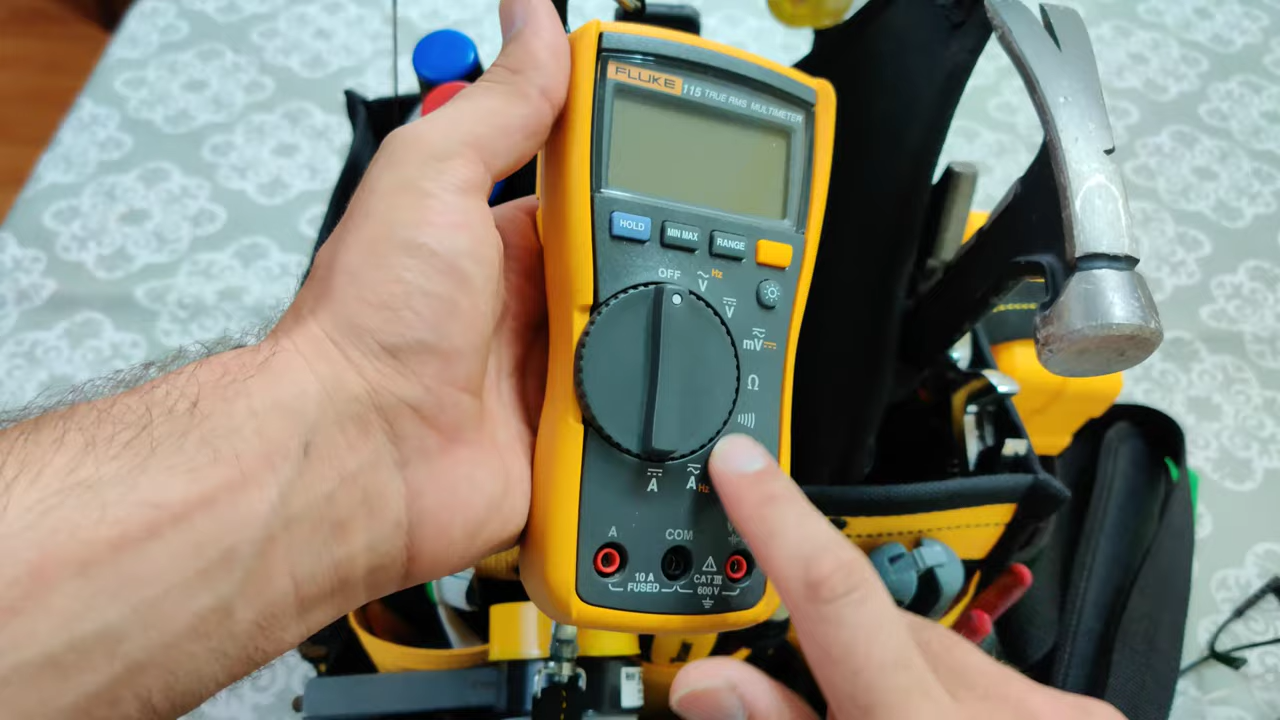 FLUKE 115 TRUE RMS MULTIMETER
HOLD
MIN MAX
RANGE
OFF
V Hz
V
mV
Ω
A
A Hz
A
COM
10 A
FUSED
CAT III
600 V